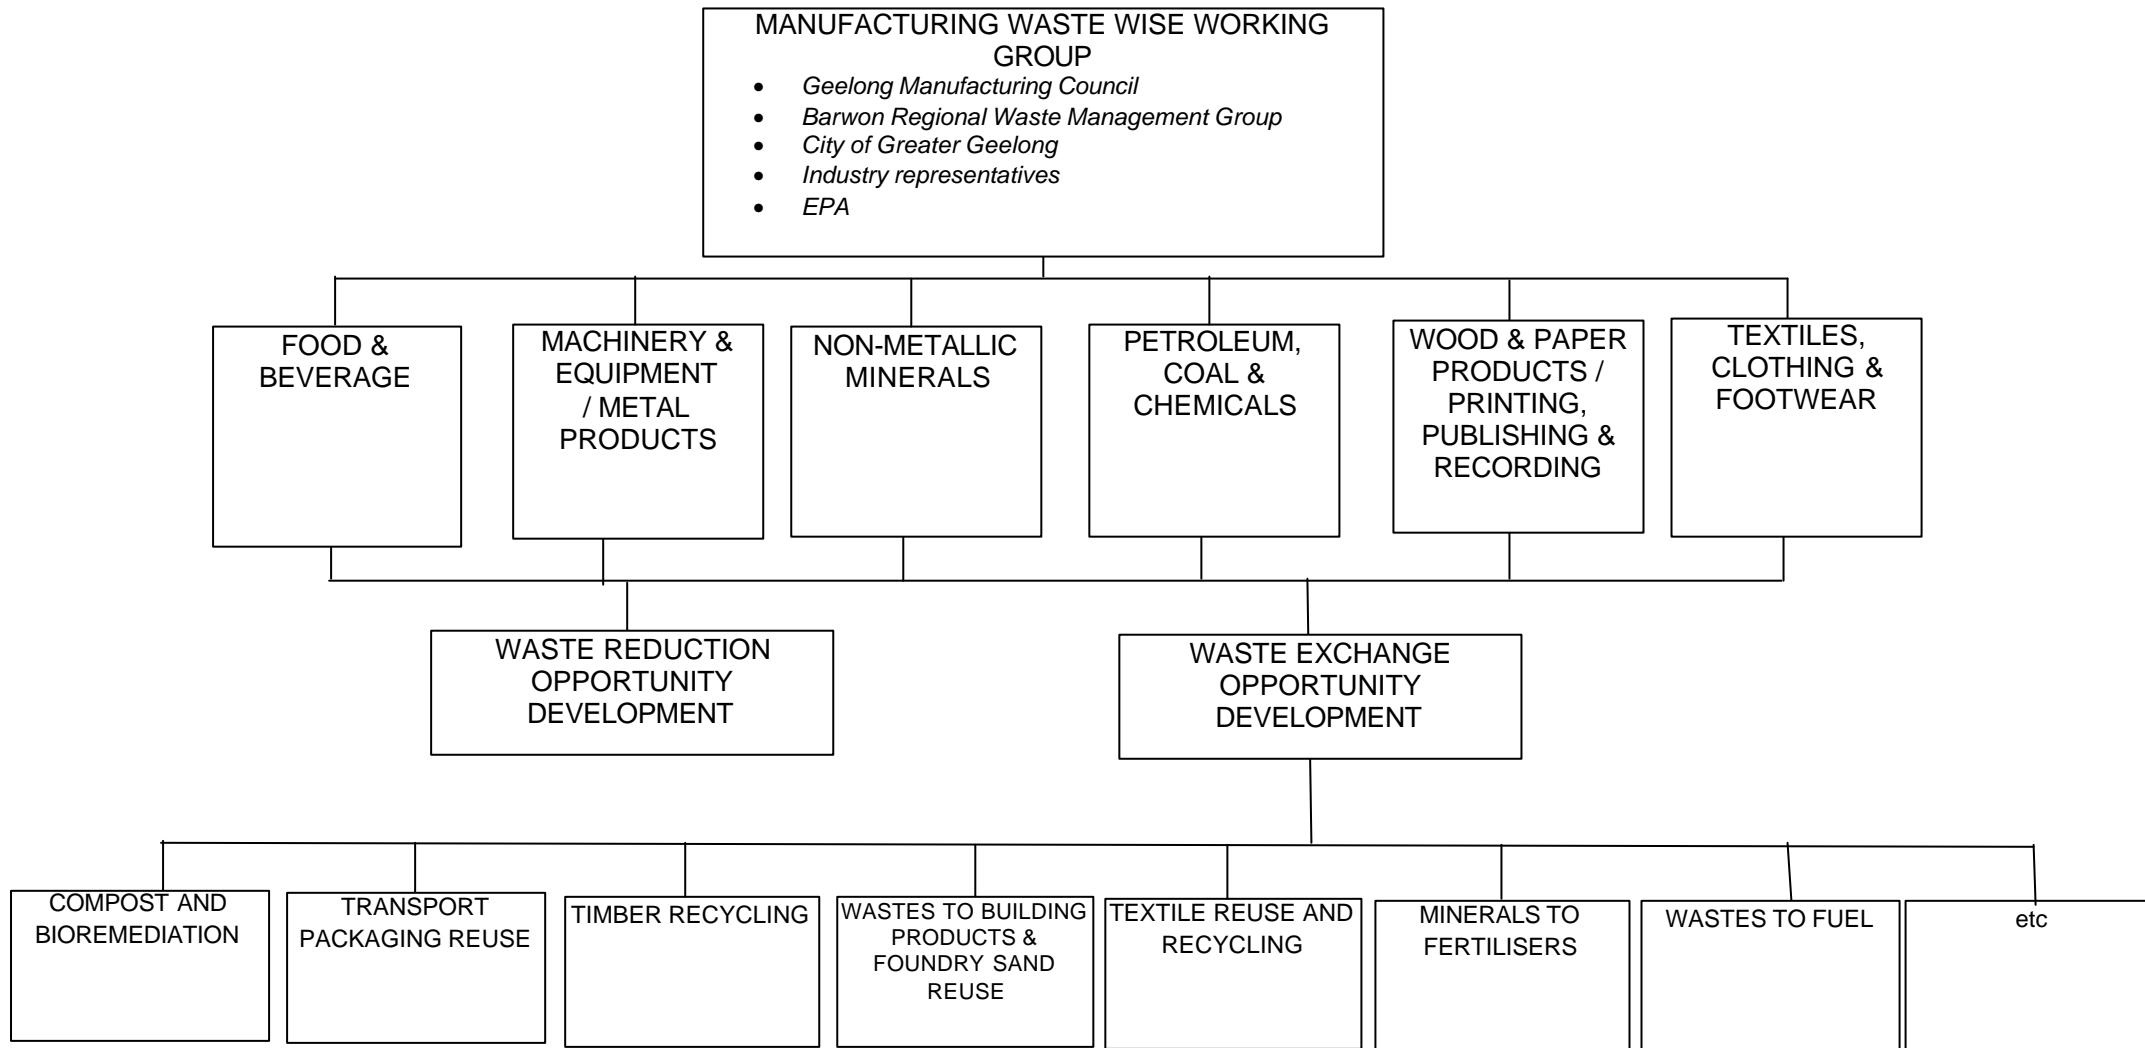 MANUFACTURING WASTE WISE WORKING
GROUP
• Geelong Manufacturing Council
• Barwon Regional Waste Management Group
• City of Greater Geelong
• Industry representatives
• EPA
FOOD &
BEVERAGE
MACHINERY &
EQUIPMENT
/ METAL
PRODUCTS
NON-METALLIC
MINERALS
PETROLEUM,
COAL &
CHEMICALS
WOOD & PAPER
PRODUCTS /
PRINTING,
PUBLISHING &
RECORDING
TEXTILES,
CLOTHING &
FOOTWEAR
WASTE REDUCTION
OPPORTUNITY
DEVELOPMENT
WASTE EXCHANGE
OPPORTUNITY
DEVELOPMENT
COMPOST AND
BIOREMEDIATION
TRANSPORT
PACKAGING REUSE
TIMBER RECYCLING
WASTES TO BUILDING
PRODUCTS &
FOUNDRY SAND
REUSE
TEXTILE REUSE AND
RECYCLING
MINERALS TO
FERTILISERS
WASTES TO FUEL
etc